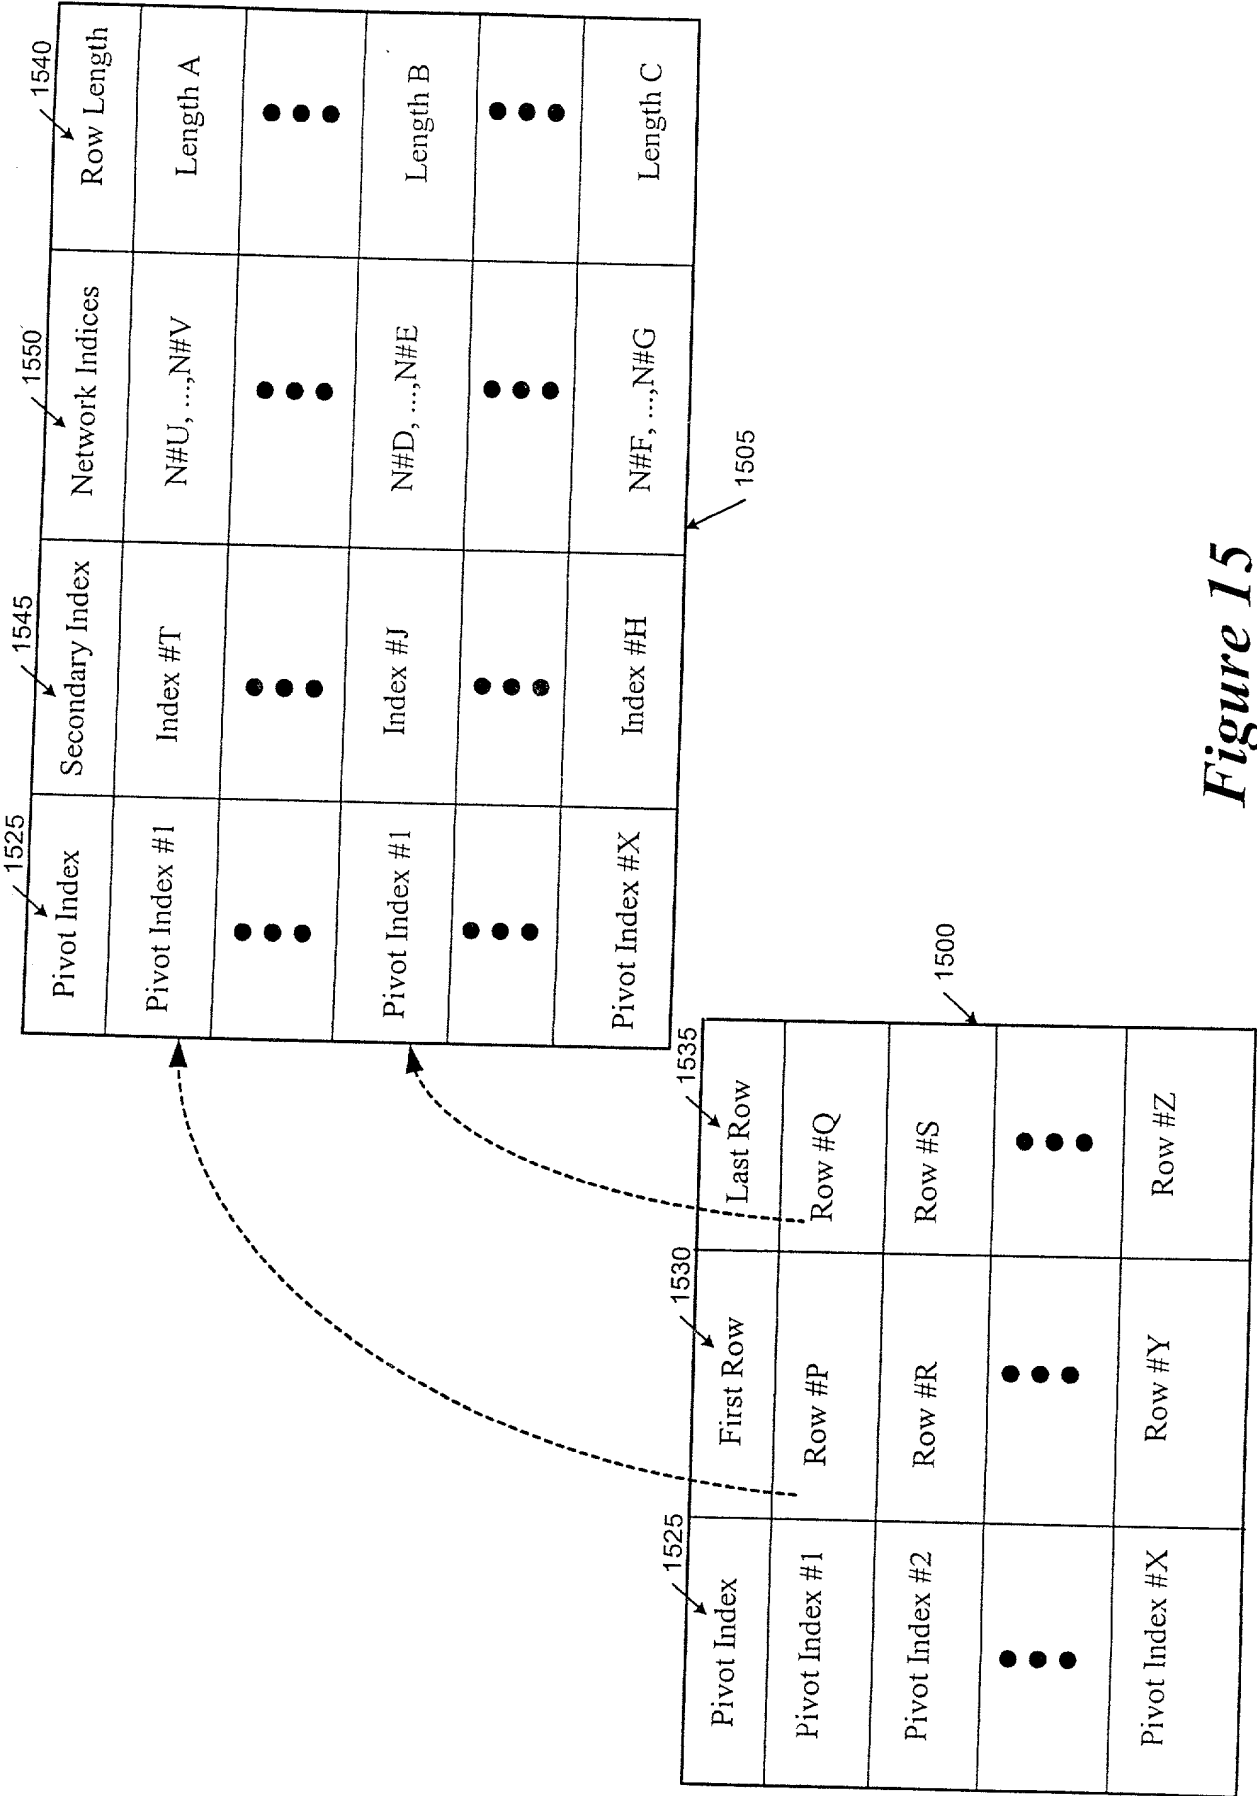 1525
1545
1550
1540
Pivot Index Secondary Index Network Indices Row Length
Pivot Index #1 Index #T N#U, ...,N#V Length A
Pivot Index #1 Index #J N#D, ...,N#E Length B
Pivot Index #X Index #H N#F, ...,N#G Length C
1505
1525
1530
1535
Pivot Index First Row Last Row
Pivot Index #1 Row #P Row #Q
Pivot Index #2 Row #R Row #S
Pivot Index #X Row #Y Row #Z
1500
Figure 15